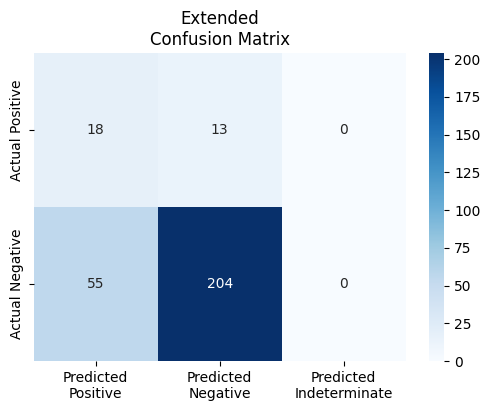 Extended
Confusion Matrix
Actual Positive
18 13 0
Actual Negative
55 204 0
Predicted
Positive
Predicted
Negative
Predicted
Indeterminate
200
175
150
125
100
75
50
25
0